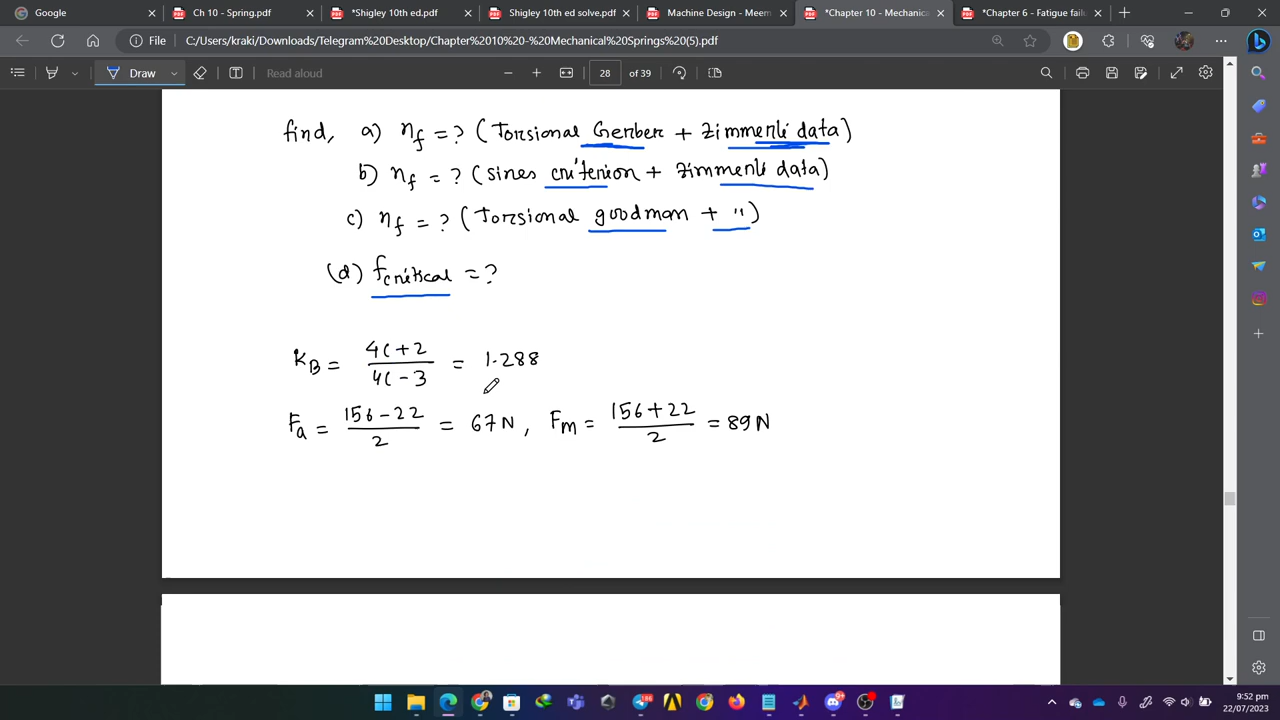 Google
Ch 10 - Spring.pdf
*Shigley 10th ed.pdf
Shigley 10th ed solve.pdf
Machine Design - Meem
*Chapter 10 - Mechanica
*Chapter 6 - Fatigue fail
File
C:/Users/kraki/Downloads/Telegram%20Desktop/Chapter%2010%20-%20Mechanical%20Springs%20(5).pdf
Draw
Read aloud
28 of 39
find, a) nf = ? (Torsional Gerber + Zimmerli data)
b) nf = ? (sines criterion + zimmerli data)
c) nf = ? (Torsional goodman + ")
(d) fcritical = ?
KB = 4C+2 / 4C-3 = 1.288
Fa = 156-22 / 2 = 67N, Fm = 156+22 / 2 = 89N
9:52 pm
22/07/2023